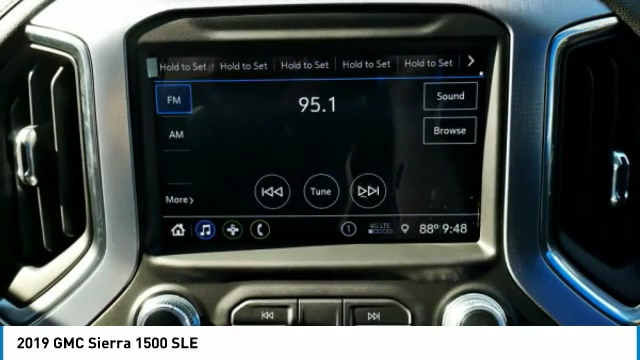 Hold to Set Hold to Set Hold to Set Hold to Set Hold to Set
FM
95.1
Sound
AM
Browse
Tune
More
1 4G LTE 88° 9:48
2019 GMC Sierra 1500 SLE